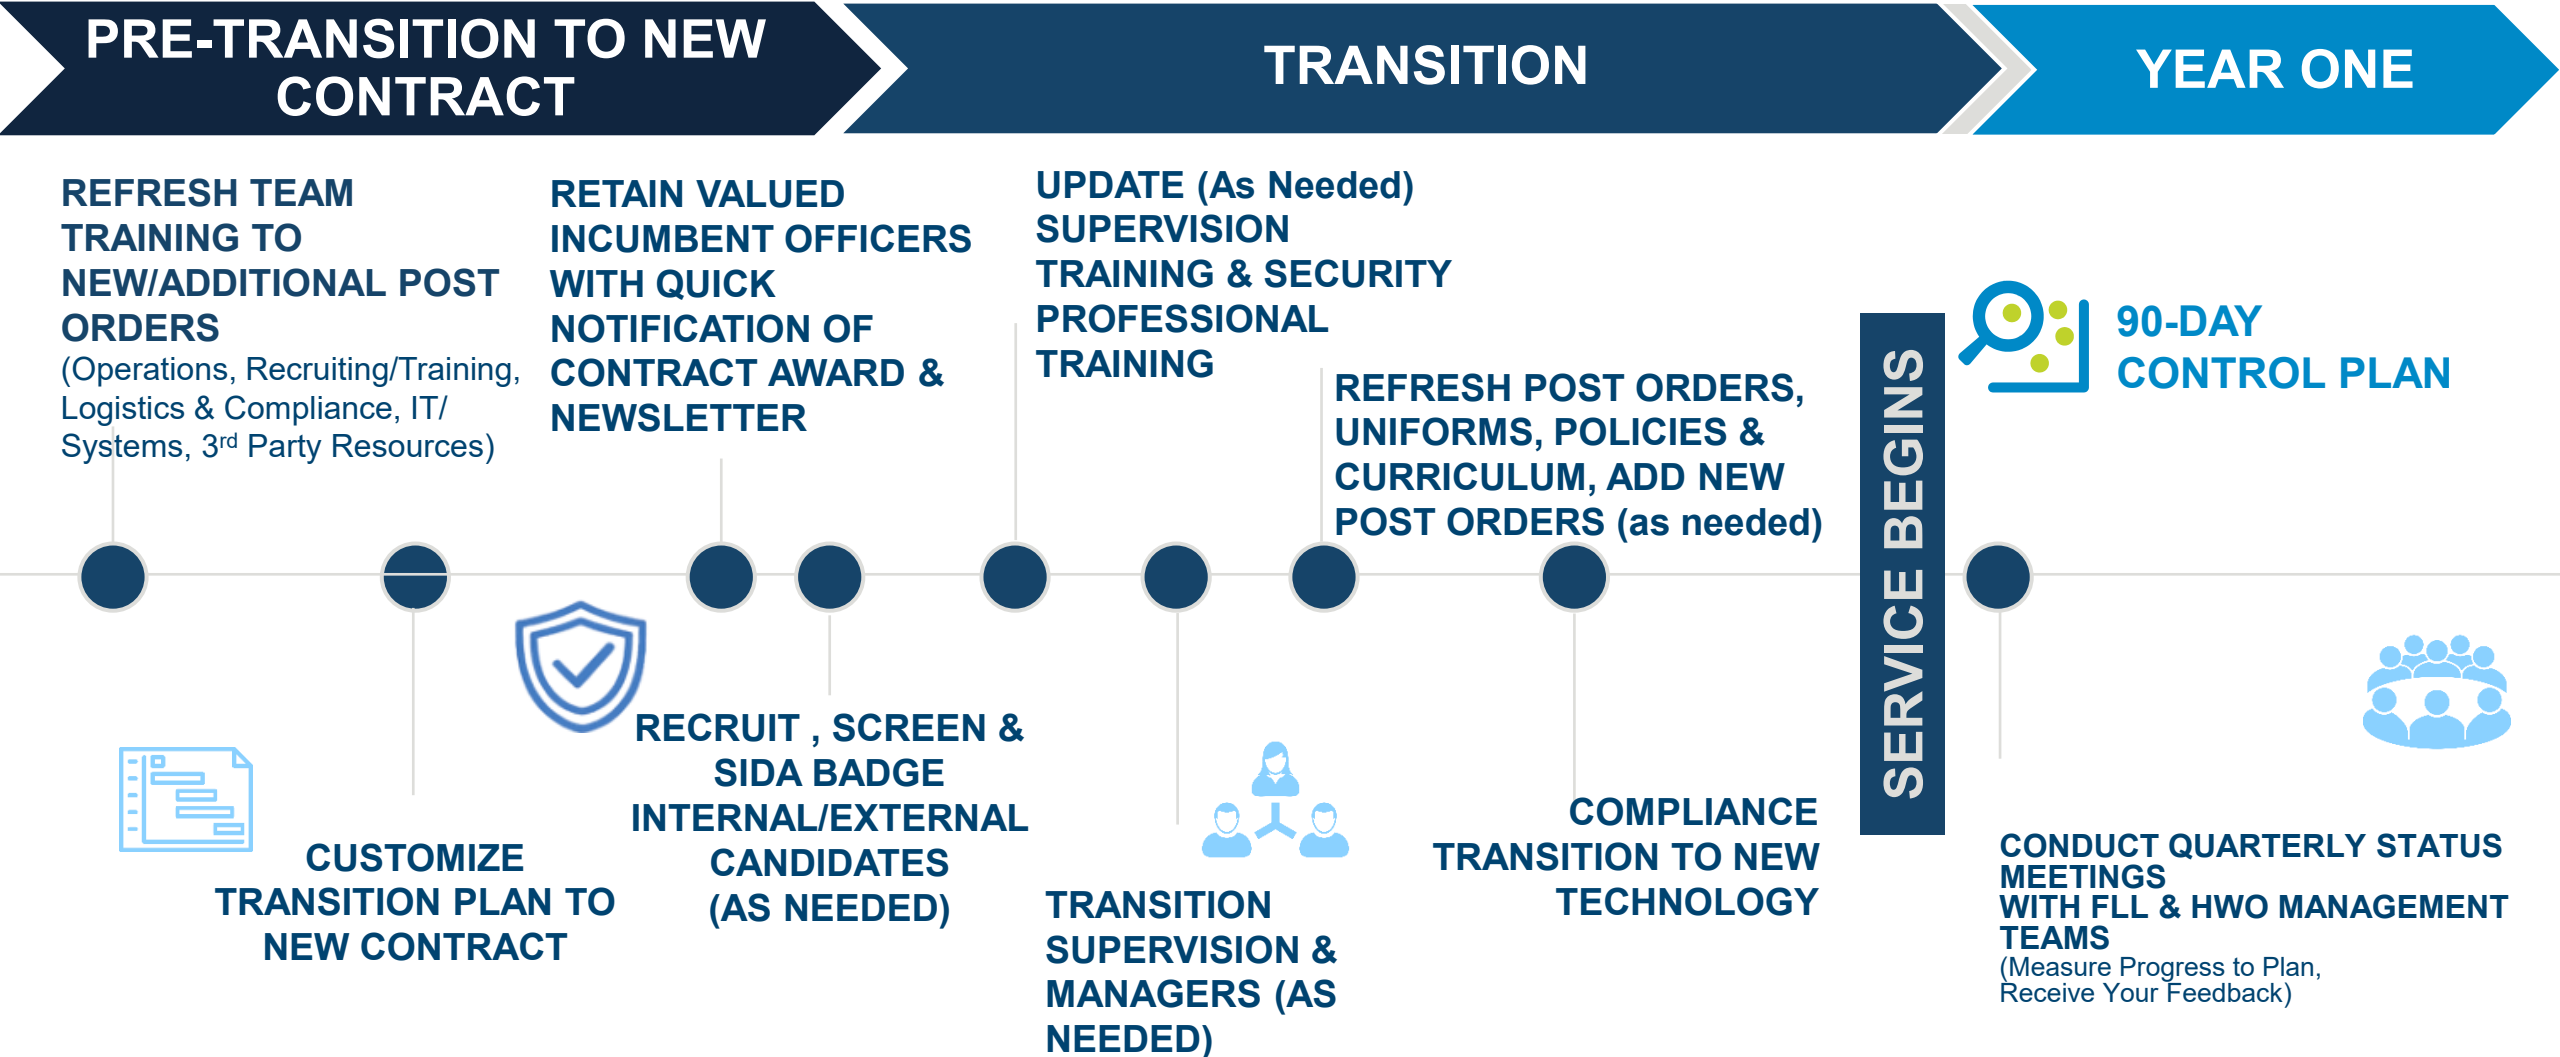 PRE-TRANSITION TO NEW
CONTRACT
TRANSITION
YEAR ONE
REFRESH TEAM
TRAINING TO
NEW/ADDITIONAL POST
ORDERS
(Operations, Recruiting/Training,
Logistics & Compliance, IT/
Systems, 3rd Party Resources)
RETAIN VALUED
INCUMBENT OFFICERS
WITH QUICK
NOTIFICATION OF
CONTRACT AWARD &
NEWSLETTER
UPDATE (As Needed)
SUPERVISION
TRAINING & SECURITY
PROFESSIONAL
TRAINING
REFRESH POST ORDERS,
UNIFORMS, POLICIES &
CURRICULUM, ADD NEW
POST ORDERS (as needed)
SERVICE BEGINS
90-DAY
CONTROL PLAN
CUSTOMIZE
TRANSITION PLAN TO
NEW CONTRACT
RECRUIT , SCREEN &
SIDA BADGE
INTERNAL/EXTERNAL
CANDIDATES
(AS NEEDED)
TRANSITION
SUPERVISION &
MANAGERS (AS
NEEDED)
COMPLIANCE
TRANSITION TO NEW
TECHNOLOGY
CONDUCT QUARTERLY STATUS
MEETINGS
WITH FLL & HWO MANAGEMENT
TEAMS
(Measure Progress to Plan,
Receive Your Feedback)